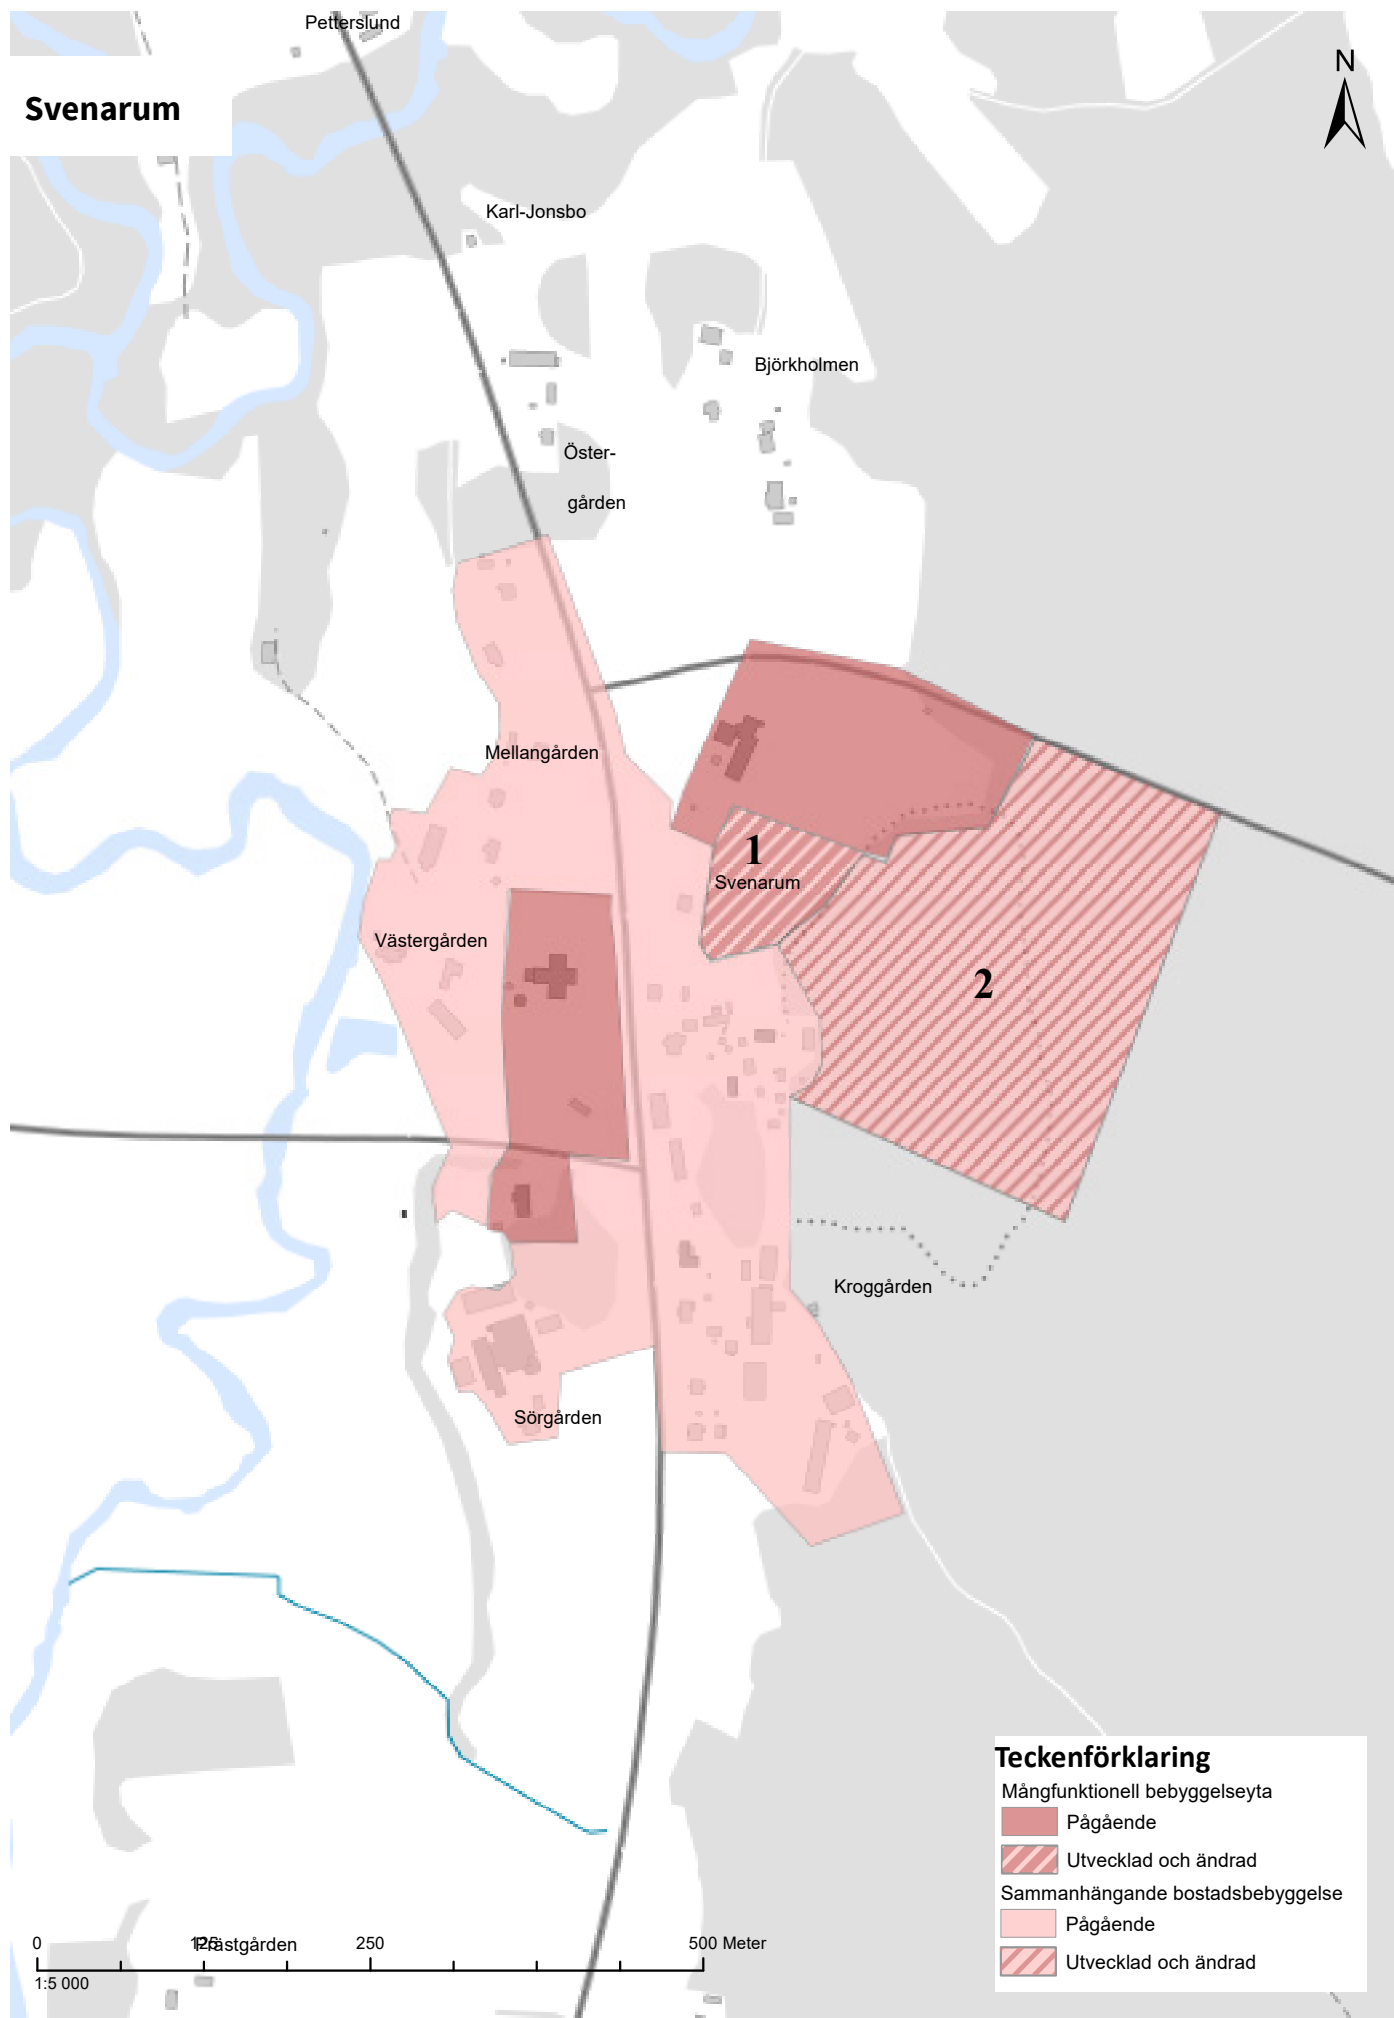 Petterslund
Svenarum
N
Karl-Jonsbo
Björkholmen
Öster-
gården
Mellangården
1
Svenarum
Västergården
2
Kroggården
Sörgården
Teckenförklaring
Mångfunktionell bebyggelseyta
Pågående
Utvecklad och ändrad
Sammanhängande bostadsbebyggelse
Pågående
Utvecklad och ändrad
Prästgården
0 125 250 500 Meter
1:5 000